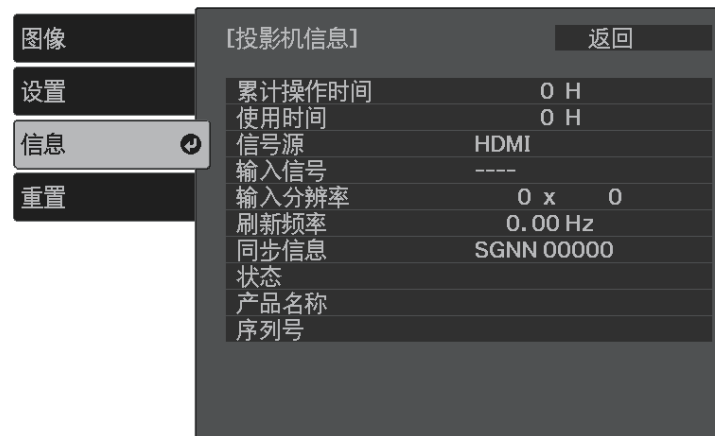 图像
设置
信息
重置
[投影机信息] 返回
累计操作时间 0 H
使用时间 0 H
信号源 HDMI
输入信号 ----
输入分辨率 0 x 0
刷新频率 0.00 Hz
同步信息 SGNN 00000
状态
产品名称
序列号